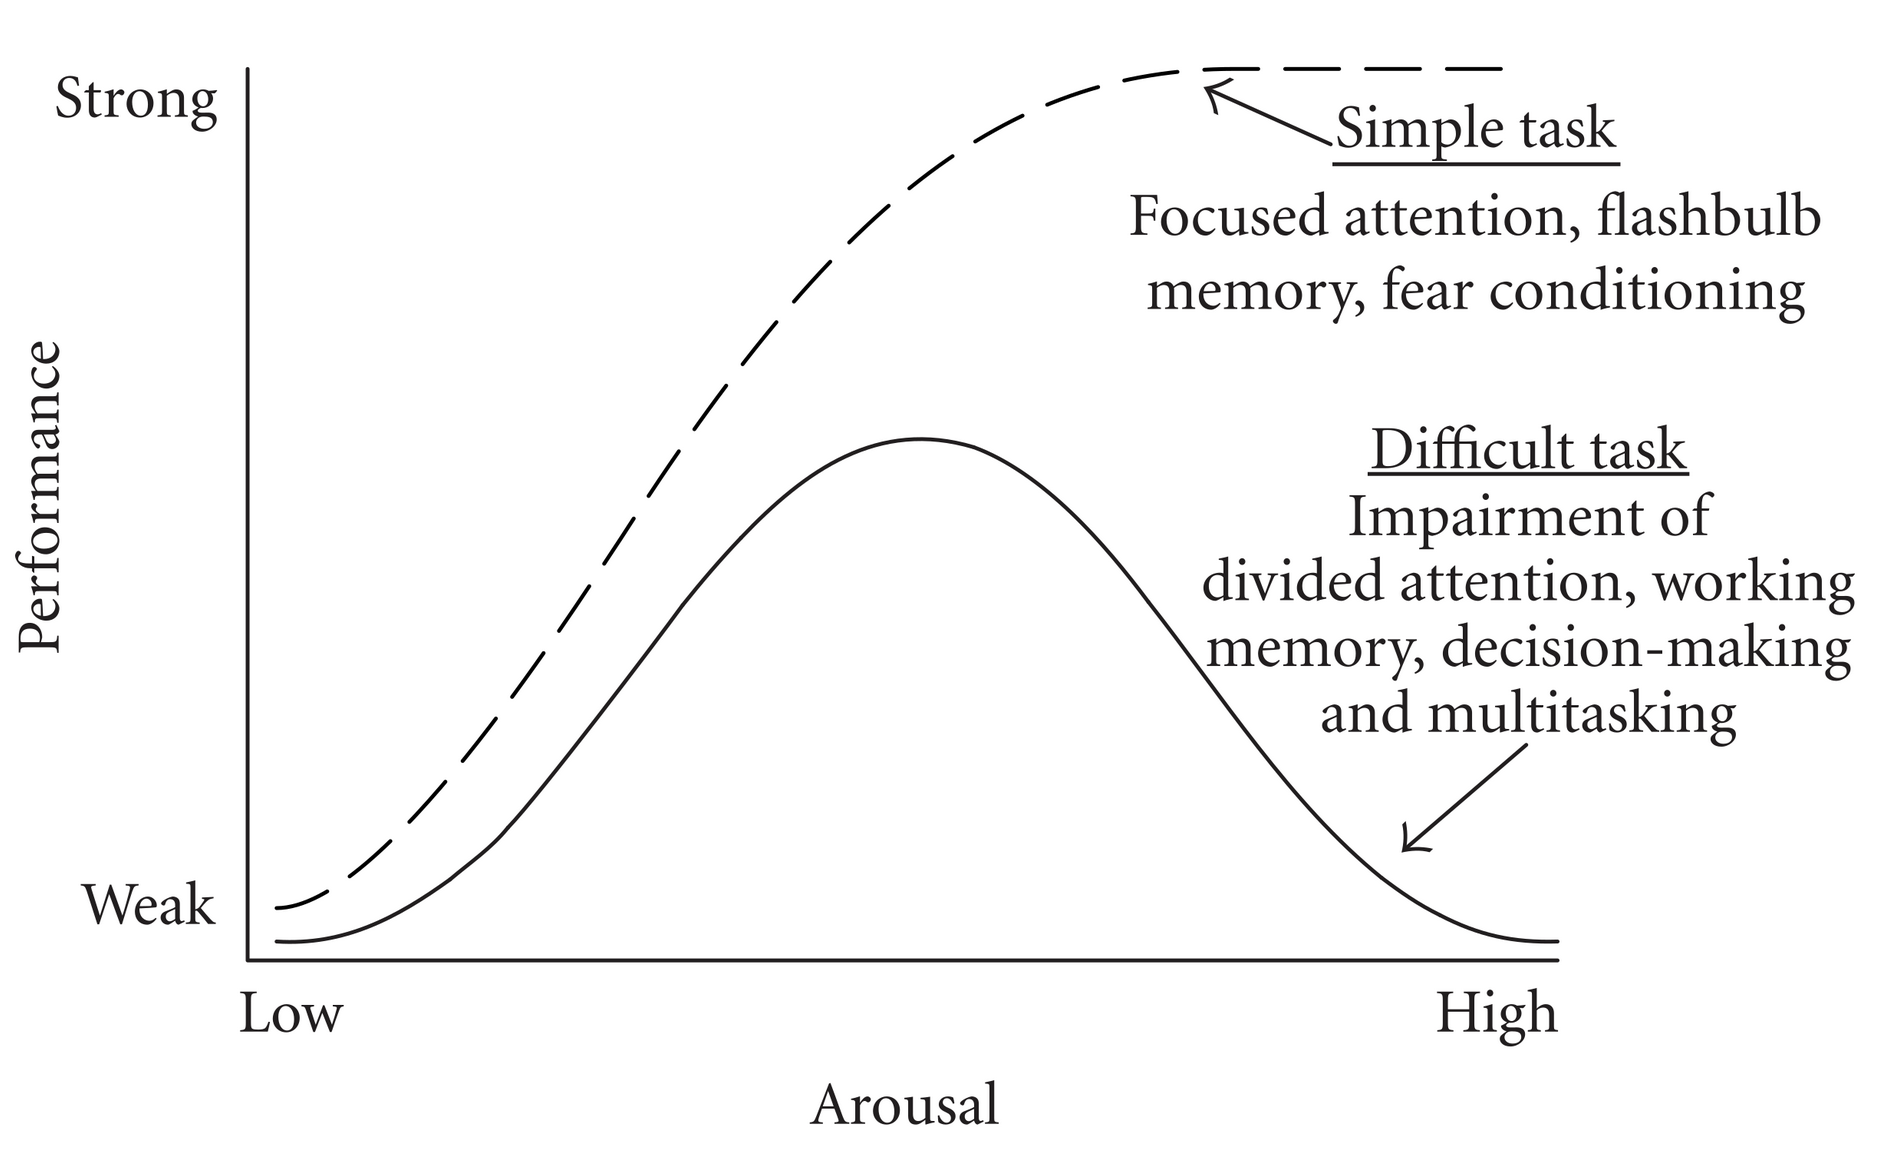 Strong
Simple task
Focused attention, flashbulb
memory, fear conditioning
Performance
Difficult task
Impairment of
divided attention, working
memory, decision-making
and multitasking
Weak
Low
High
Arousal